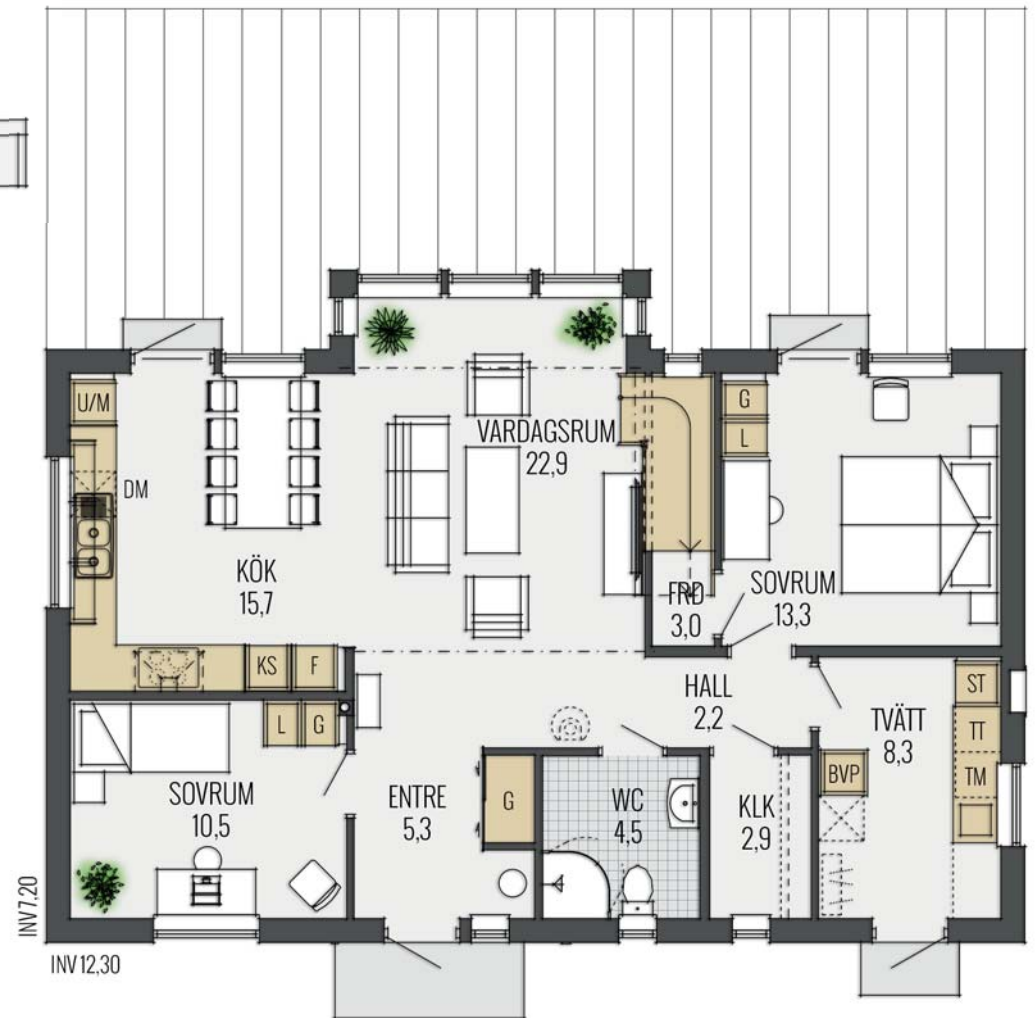 U/M
G
L
VARDAGSRUM
22,9
DM
KÖK
15,7
FRD
3,0
SOVRUM
13,3
KS
F
HALL
2,2
ST
TVÄTT
8,3
TT
TM
L
G
BVP
SOVRUM
10,5
ENTRE
5,3
G
WC
4,5
KLK
2,9
INV 7,20
INV 12,30